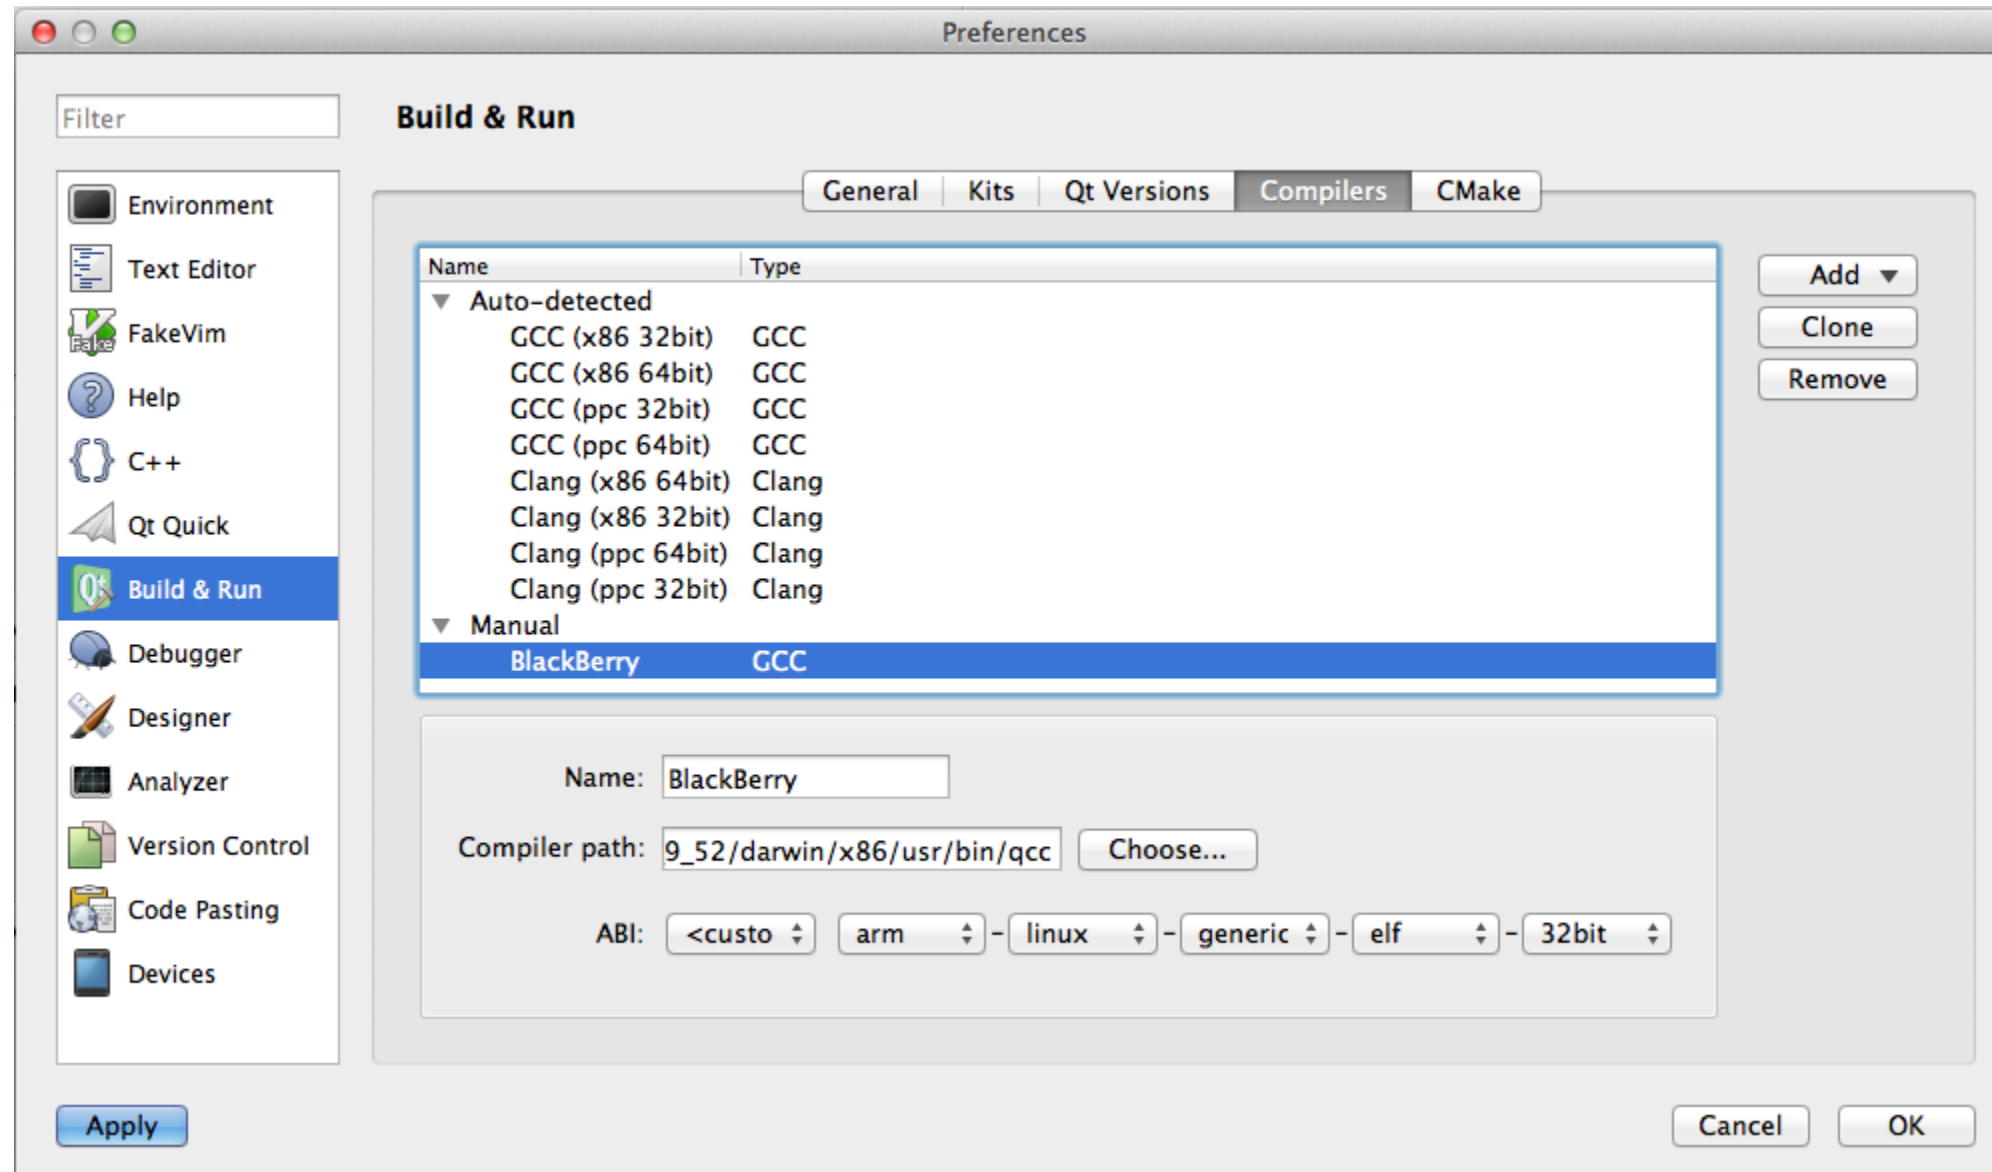 Preferences
Filter
Build & Run
Environment
Text Editor
FakeVim
Help
C++
Qt Quick
Build & Run
Debugger
Designer
Analyzer
Version Control
Code Pasting
Devices
General Kits Qt Versions Compilers CMake
Name Type
Auto-detected
GCC (x86 32bit) GCC
GCC (x86 64bit) GCC
GCC (ppc 32bit) GCC
GCC (ppc 64bit) GCC
Clang (x86 64bit) Clang
Clang (x86 32bit) Clang
Clang (ppc 64bit) Clang
Clang (ppc 32bit) Clang
Manual
BlackBerry GCC
Add
Clone
Remove
Name: BlackBerry
Compiler path: 9_52/darwin/x86/usr/bin/qcc Choose...
ABI: <custo arm - linux - generic - elf - 32bit
Apply Cancel OK
Fake
Qt